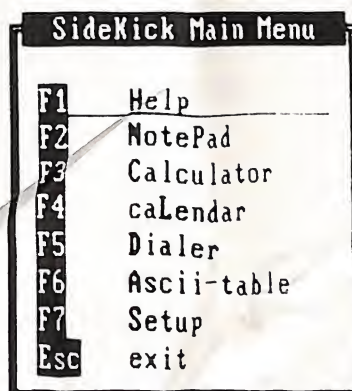 SideKick Main Menu
F1 Help
F2 NotePad
F3 Calculator
F4 caLendar
F5 Dialer
F6 Ascii-table
F7 Setup
Esc exit